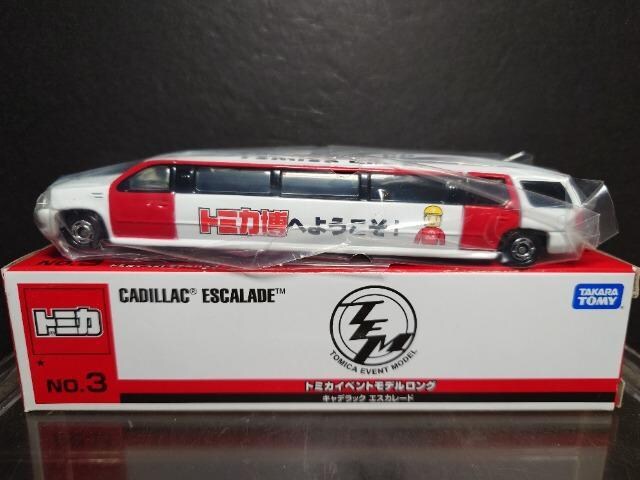 トミカ博へようこそ!
トミカ
CADILLAC® ESCALADE™
TEM
TOMICA EVENT MODEL
TAKARA
TOMY
NO.3
トミカイベントモデルロング
キャデラック エスカレード